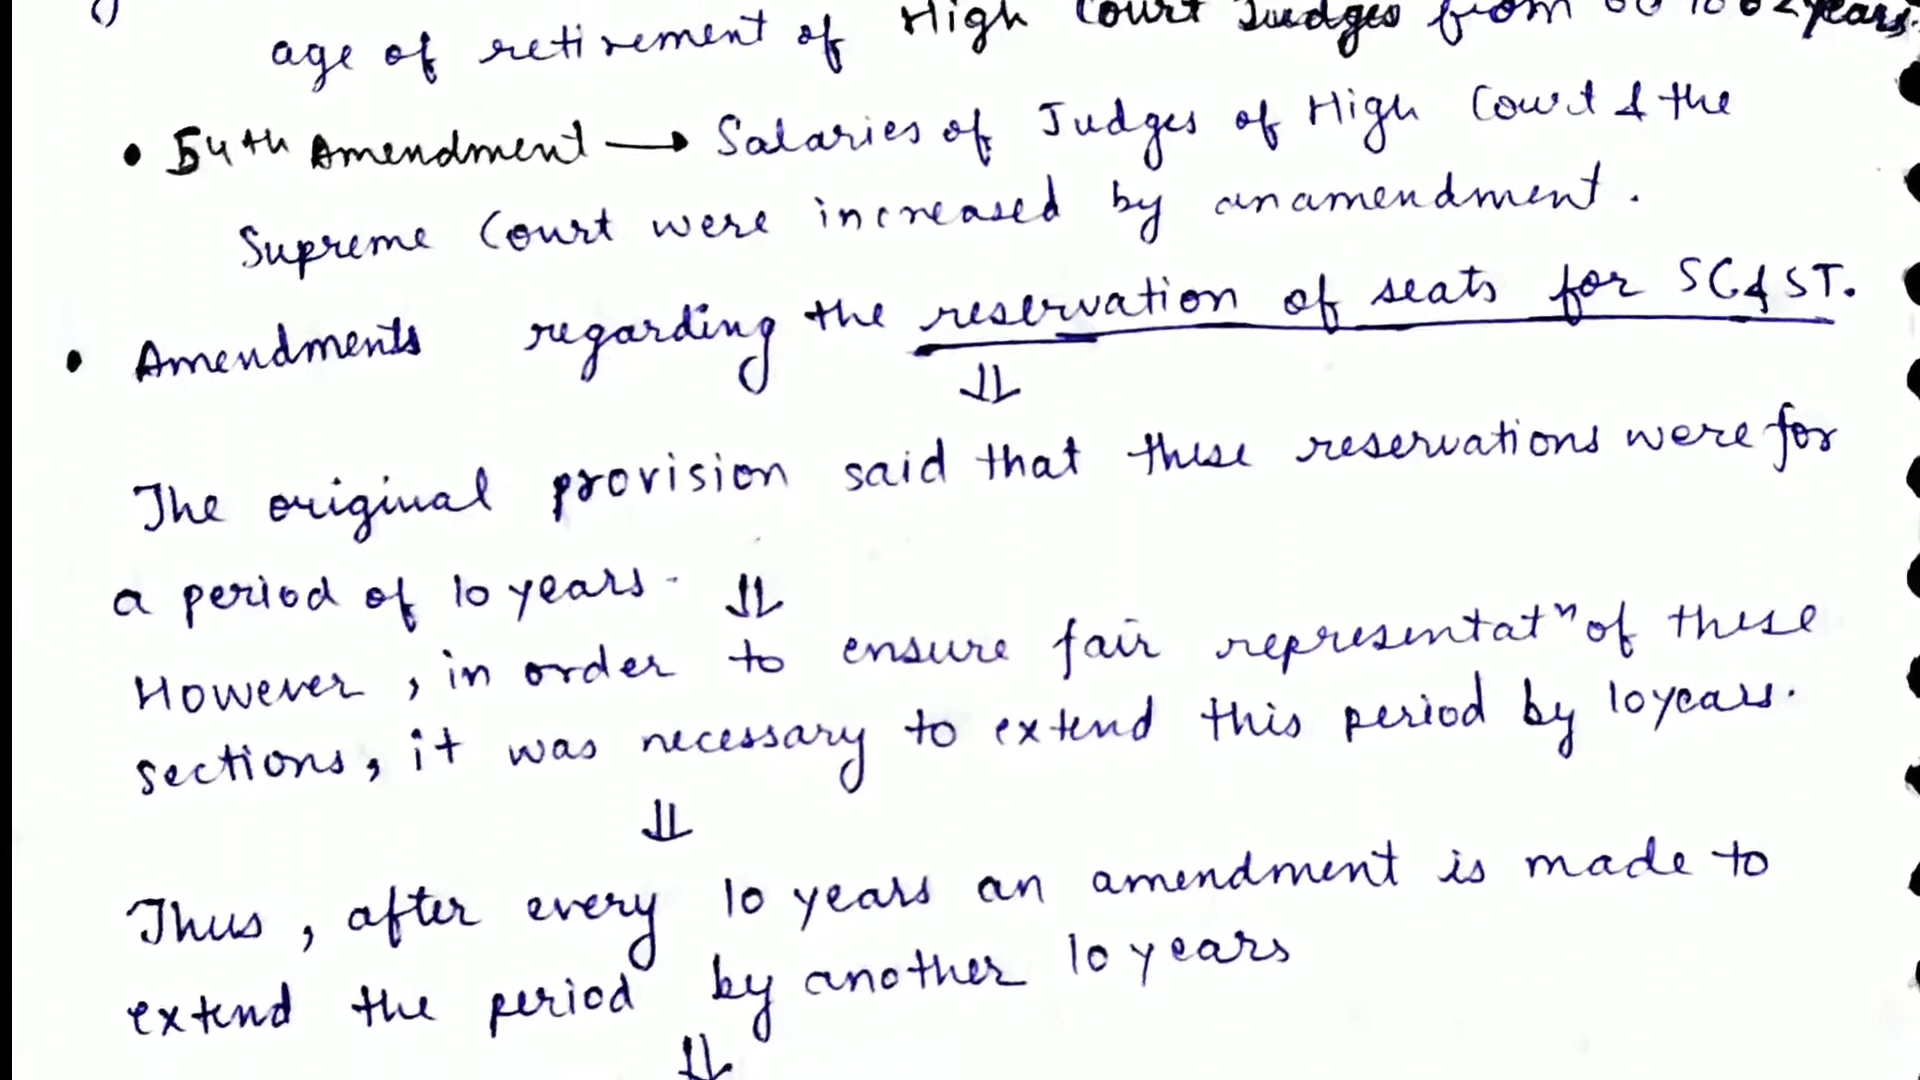 age of retirement of High Court Judges from 60 to 62 years.
• 54th Amendment → Salaries of Judges of High Court & the
Supreme Court were increased by an amendment.
• Amendments regarding the reservation of seats for SC & ST.
⇓
The original provision said that these reservations were for
a period of 10 years.
⇓
However, in order to ensure fair representatⁿ of these
sections, it was necessary to extend this period by 10 years.
⇓
Thus, after every 10 years an amendment is made to
extend the period by another 10 years
⇓